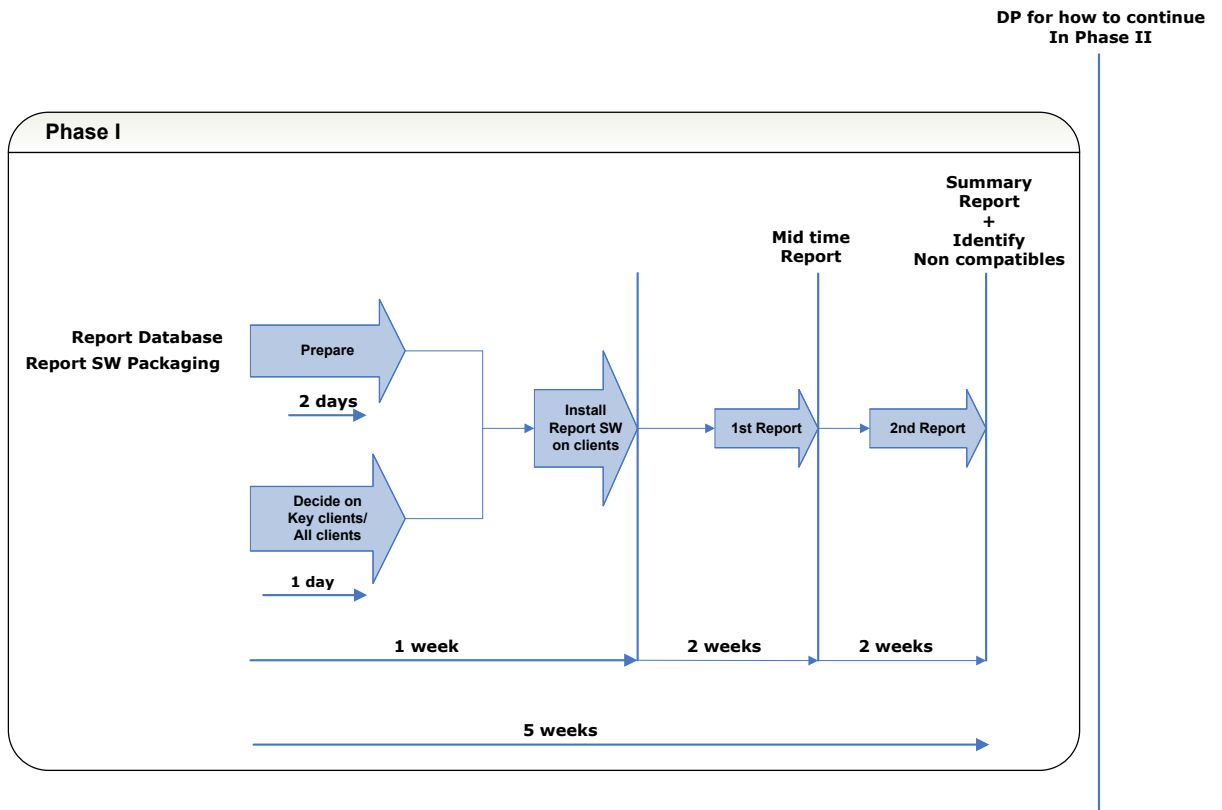 DP for how to continue
In Phase II
Phase I
Summary
Report
+
Identify
Non compatibles
Mid time
Report
Report Database
Report SW Packaging
Prepare
2 days
Install
Report SW
on clients
1st Report
2nd Report
Decide on
Key clients/
All clients
1 day
1 week
2 weeks
2 weeks
5 weeks